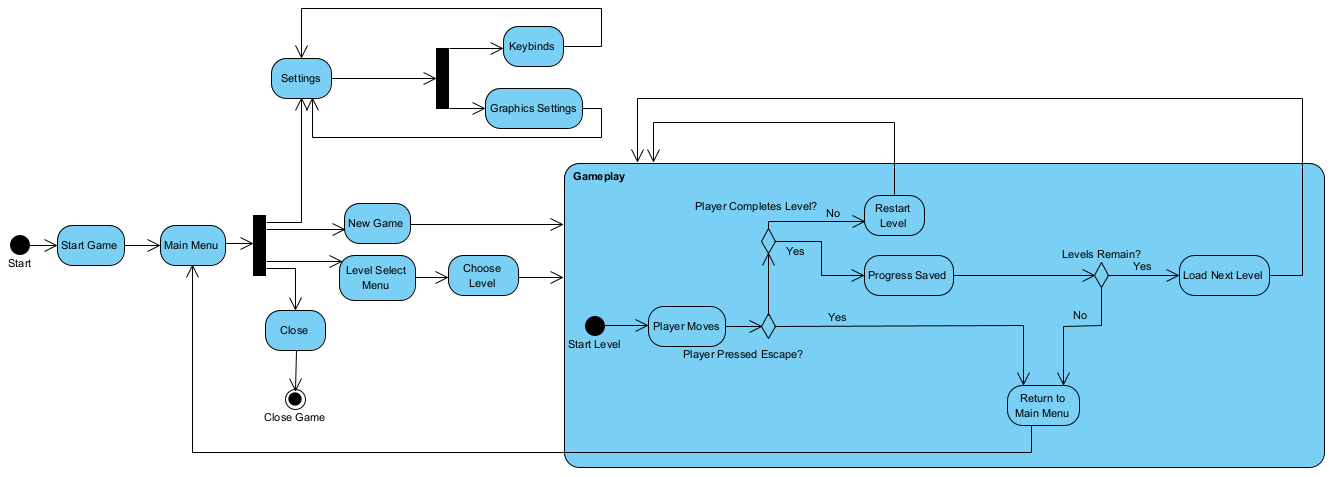 Keybinds
Settings
Graphics Settings
Gameplay
Player Completes Level?
No
Restart
Level
New Game
Start Game
Main Menu
Yes
Levels Remain?
Yes
Start
Level Select
Menu
Choose
Level
Progress Saved
Load Next Level
Close
Player Moves
Yes
No
Start Level
Player Pressed Escape?
Return to
Main Menu
Close Game